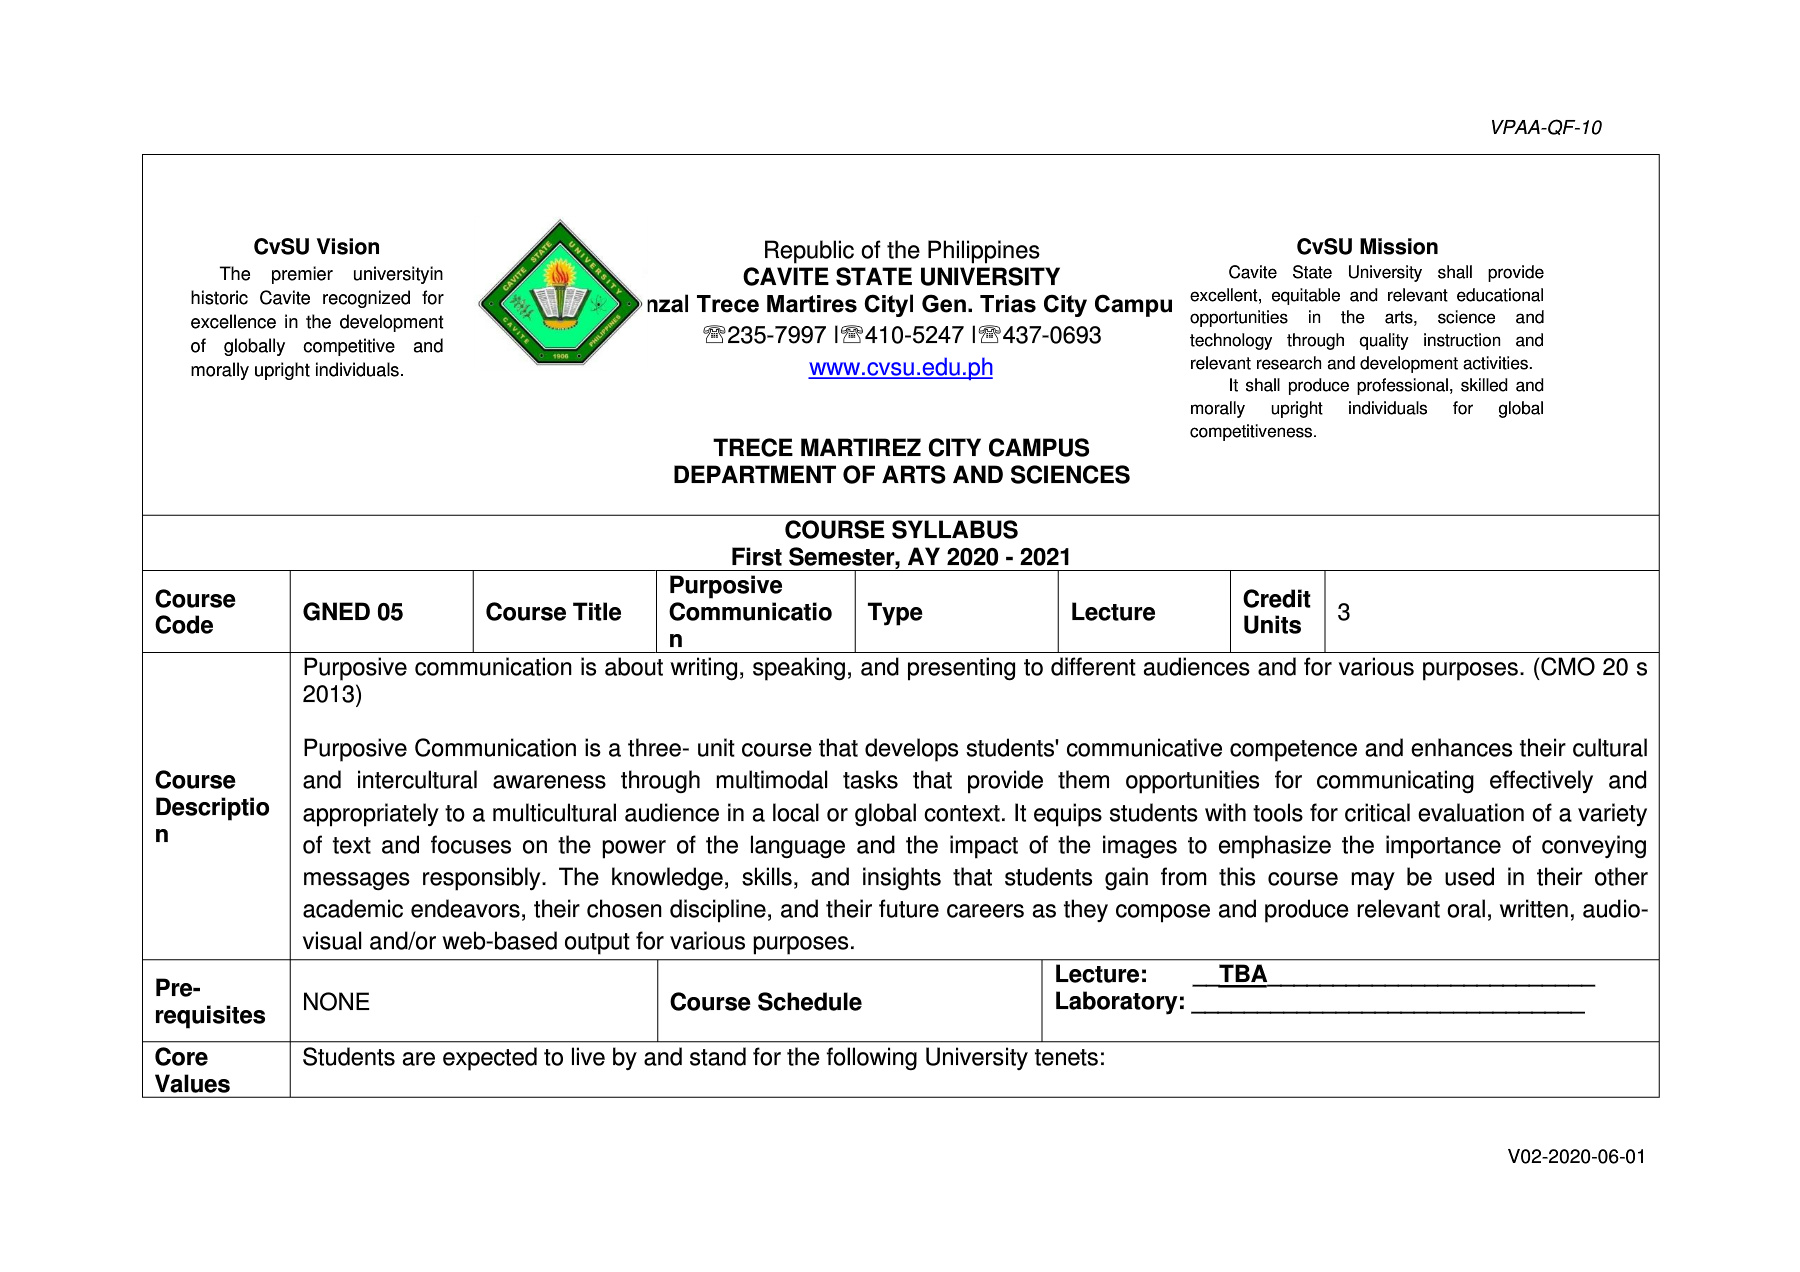 VPAA-QF-10
CvSU Vision
The premier universityin
historic Cavite recognized for
excellence in the development
of globally competitive and
morally upright individuals.
CAVITE STATE UNIVERSITY
CAVITE
PHILIPPINES
1906
Republic of the Philippines
CAVITE STATE UNIVERSITY
nzal Trece Martires Cityl Gen. Trias City Campu
☏235-7997 l☏410-5247 l☏437-0693
www.cvsu.edu.ph
CvSU Mission
Cavite State University shall provide
excellent, equitable and relevant educational
opportunities in the arts, science and
technology through quality instruction and
relevant research and development activities.
It shall produce professional, skilled and
morally upright individuals for global
competitiveness.
TRECE MARTIREZ CITY CAMPUS
DEPARTMENT OF ARTS AND SCIENCES
COURSE SYLLABUS
First Semester, AY 2020 - 2021
Course
Code
GNED 05
Course Title
Purposive
Communicatio
n
Type
Lecture
Credit
Units
3
Course
Descriptio
n
Purposive communication is about writing, speaking, and presenting to different audiences and for various purposes. (CMO 20 s
2013)
Purposive Communication is a three- unit course that develops students' communicative competence and enhances their cultural
and intercultural awareness through multimodal tasks that provide them opportunities for communicating effectively and
appropriately to a multicultural audience in a local or global context. It equips students with tools for critical evaluation of a variety
of text and focuses on the power of the language and the impact of the images to emphasize the importance of conveying
messages responsibly. The knowledge, skills, and insights that students gain from this course may be used in their other
academic endeavors, their chosen discipline, and their future careers as they compose and produce relevant oral, written, audio-
visual and/or web-based output for various purposes.
Pre-
requisites
NONE
Course Schedule
Lecture: __TBA_________________________
Laboratory: ______________________________
Core
Values
Students are expected to live by and stand for the following University tenets:
V02-2020-06-01